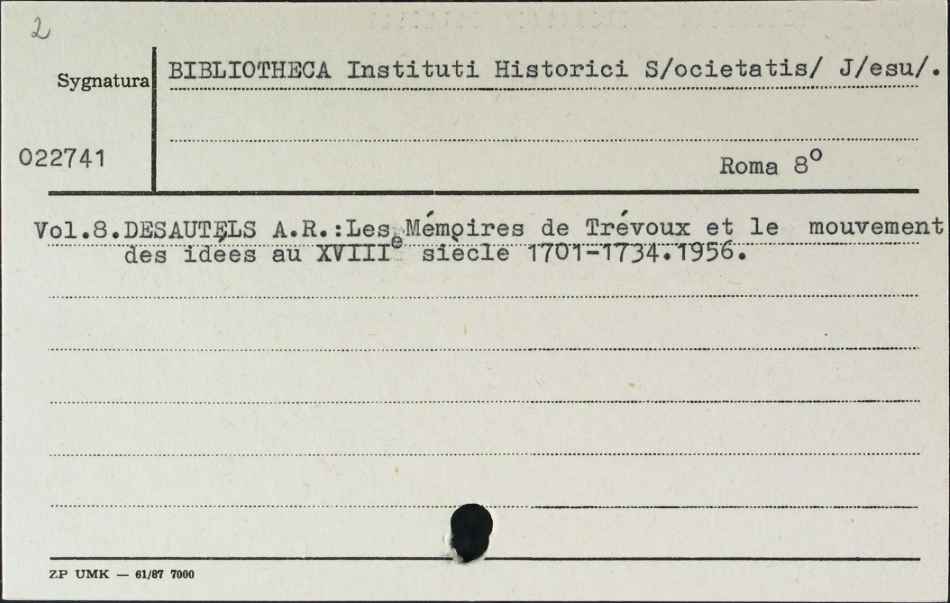 2
Sygnatura BIBLIOTHECA Instituti Historici S/ocietatis/ J/esu/.
022741
Roma 8º
Vol.8.DESAUTELS A.R.:Les Mémoires de Trévoux et le mouvement
des idées au XVIIIe siècle 1701-1734.1956.
ZP UMK — 61/87 7000